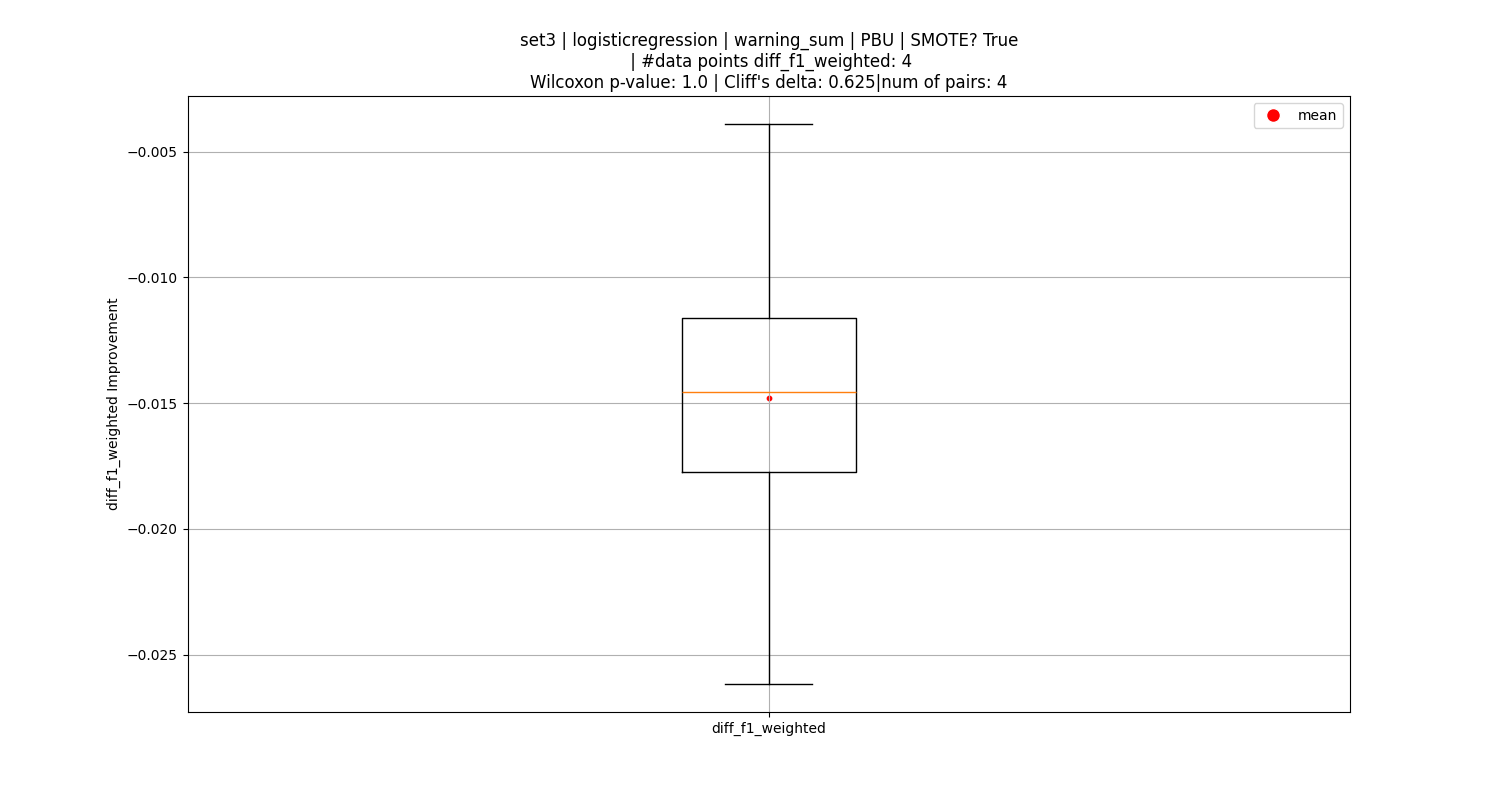 set3 | logisticregression | warning_sum | PBU | SMOTE? True
| #data points diff_f1_weighted: 4
Wilcoxon p-value: 1.0 | Cliff's delta: 0.625|num of pairs: 4
mean
−0.005
−0.010
−0.015
−0.020
−0.025
diff_f1_weighted Improvement
diff_f1_weighted